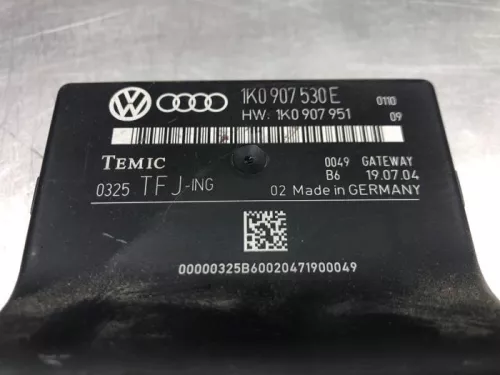 1K0 907 530 E 0110
HW: 1K0 907 951 09
TEMIC 0049 GATEWAY
B6 19.07.04
0325 TFJ-ING 02 Made in GERMANY
00000325B60020471900049